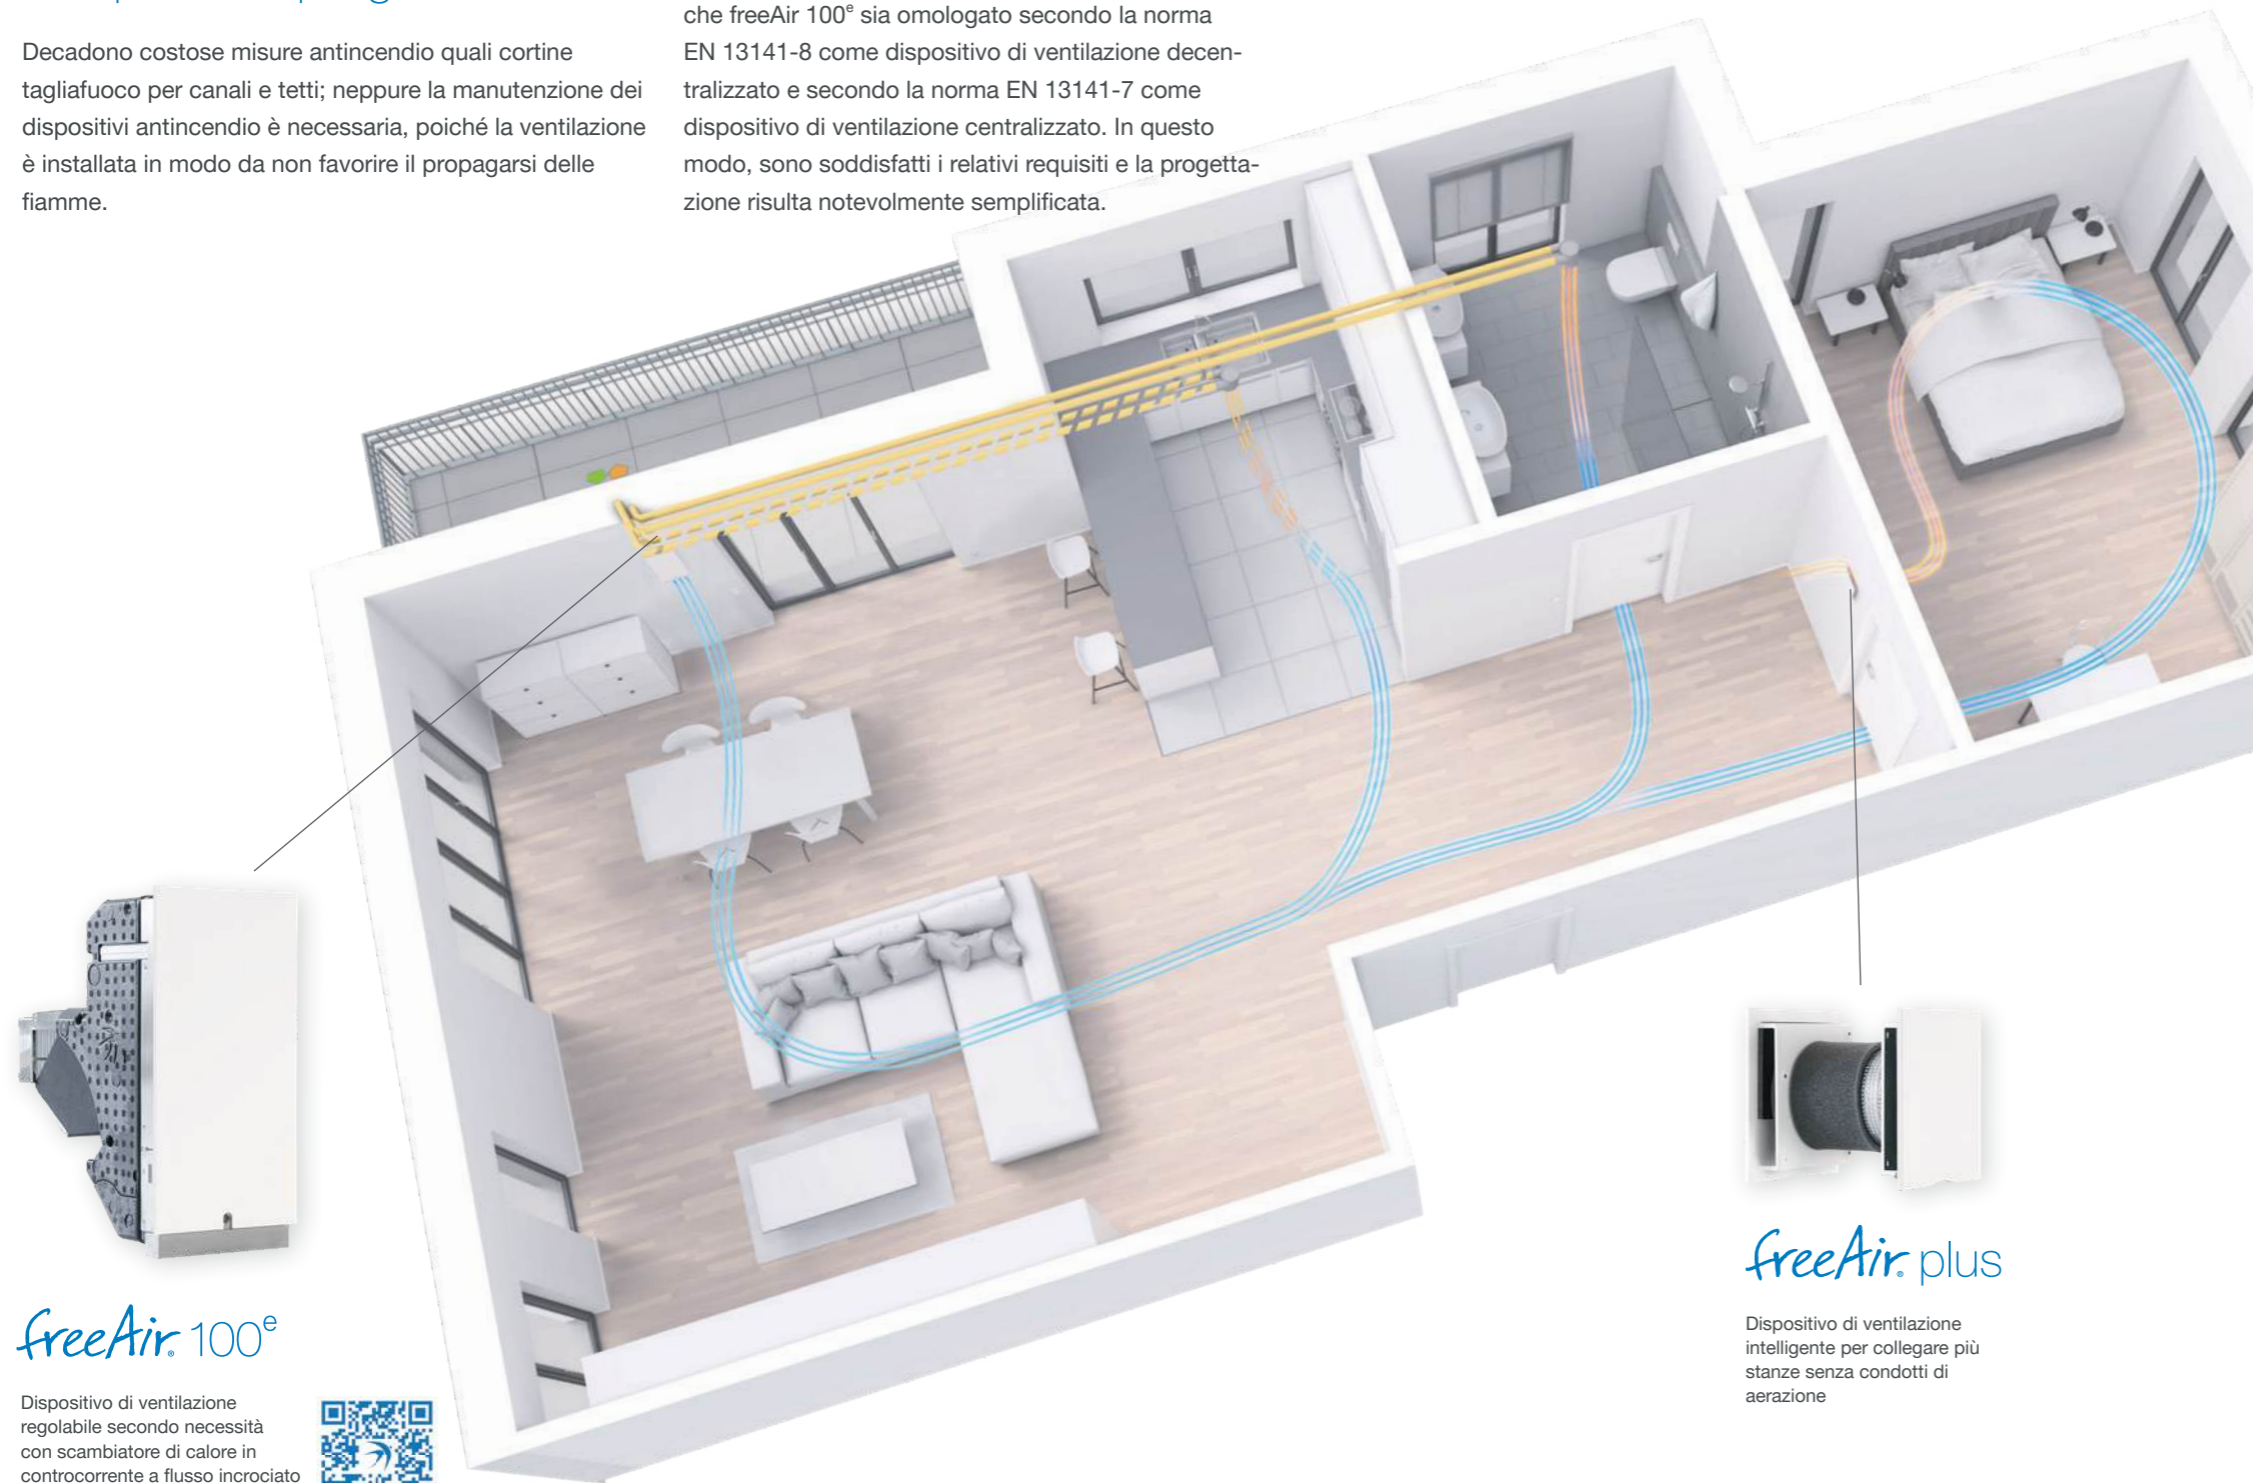 Decadono costose misure antincendio quali cortine
tagliafuoco per canali e tetti; neppure la manutenzione dei
dispositivi antincendio è necessaria, poiché la ventilazione
è installata in modo da non favorire il propagarsi delle
fiamme.
che freeAir 100ᵉ sia omologato secondo la norma
EN 13141-8 come dispositivo di ventilazione decen-
tralizzato e secondo la norma EN 13141-7 come
dispositivo di ventilazione centralizzato. In questo
modo, sono soddisfatti i relativi requisiti e la progetta-
zione risulta notevolmente semplificata.
freeAir® 100ᵉ
Dispositivo di ventilazione
regolabile secondo necessità
con scambiatore di calore in
controcorrente a flusso incrociato
freeAir® plus
Dispositivo di ventilazione
intelligente per collegare più
stanze senza condotti di
aerazione